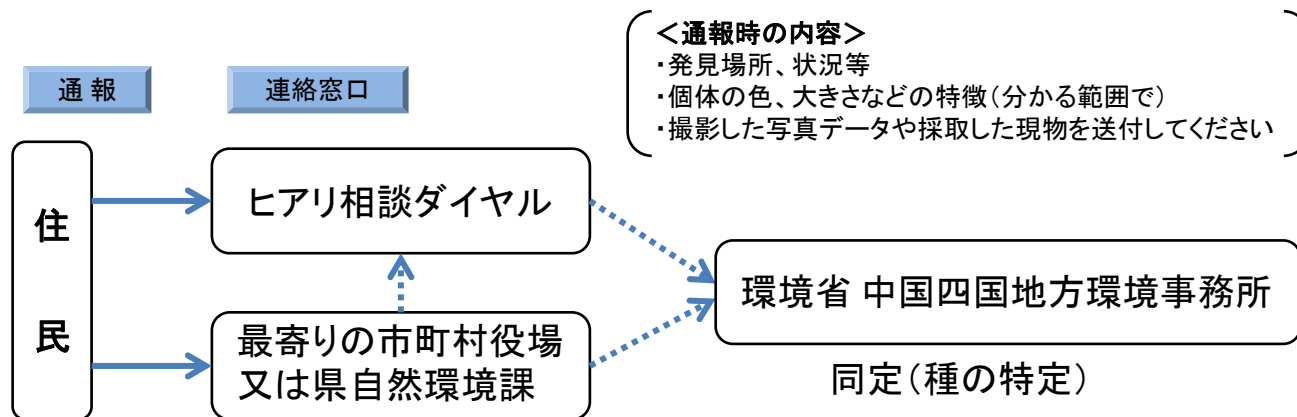 ＜通報時の内容＞
・発見場所、状況等
・個体の色、大きさなどの特徴（分かる範囲で）
・撮影した写真データや採取した現物を送付してください
通 報
連絡窓口
住
民
ヒアリ相談ダイヤル
最寄りの市町村役場
又は県自然環境課
環境省 中国四国地方環境事務所
同定（種の特定）